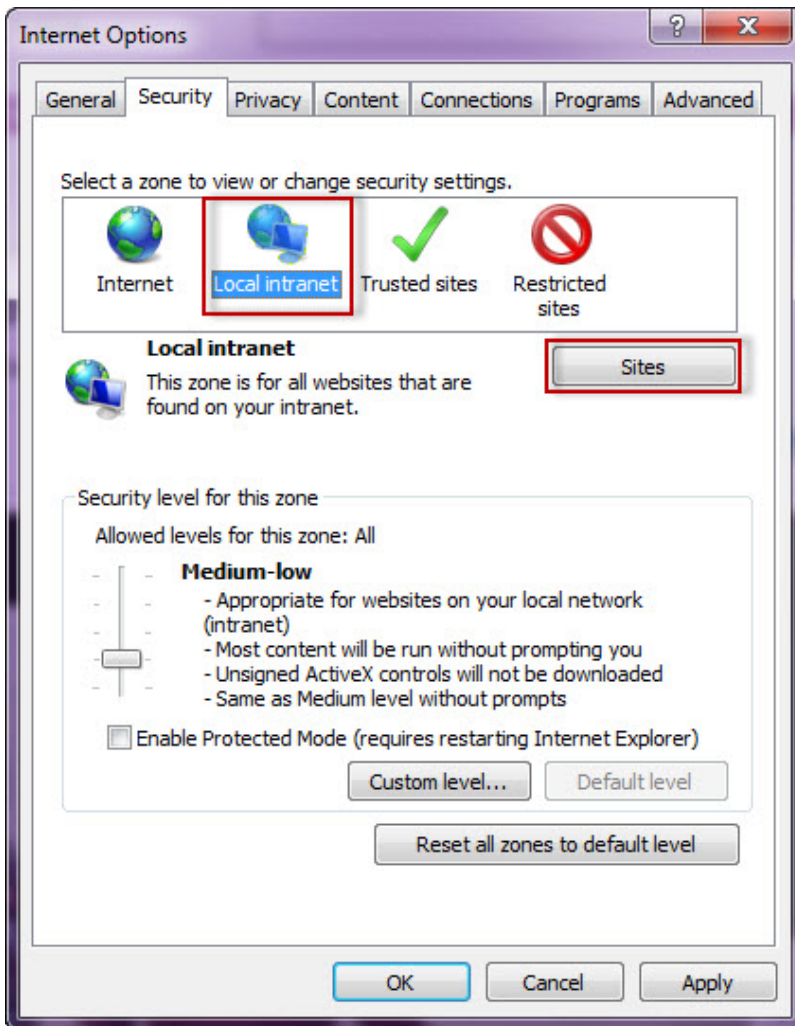 Internet Options
General Security Privacy Content Connections Programs Advanced
Select a zone to view or change security settings.
Internet Local intranet Trusted sites Restricted
sites
Local intranet
Sites
This zone is for all websites that are
found on your intranet.
Security level for this zone
Allowed levels for this zone: All
Medium-low
- Appropriate for websites on your local network
(intranet)
- Most content will be run without prompting you
- Unsigned ActiveX controls will not be downloaded
- Same as Medium level without prompts
Enable Protected Mode (requires restarting Internet Explorer)
Custom level... Default level
Reset all zones to default level
OK Cancel Apply